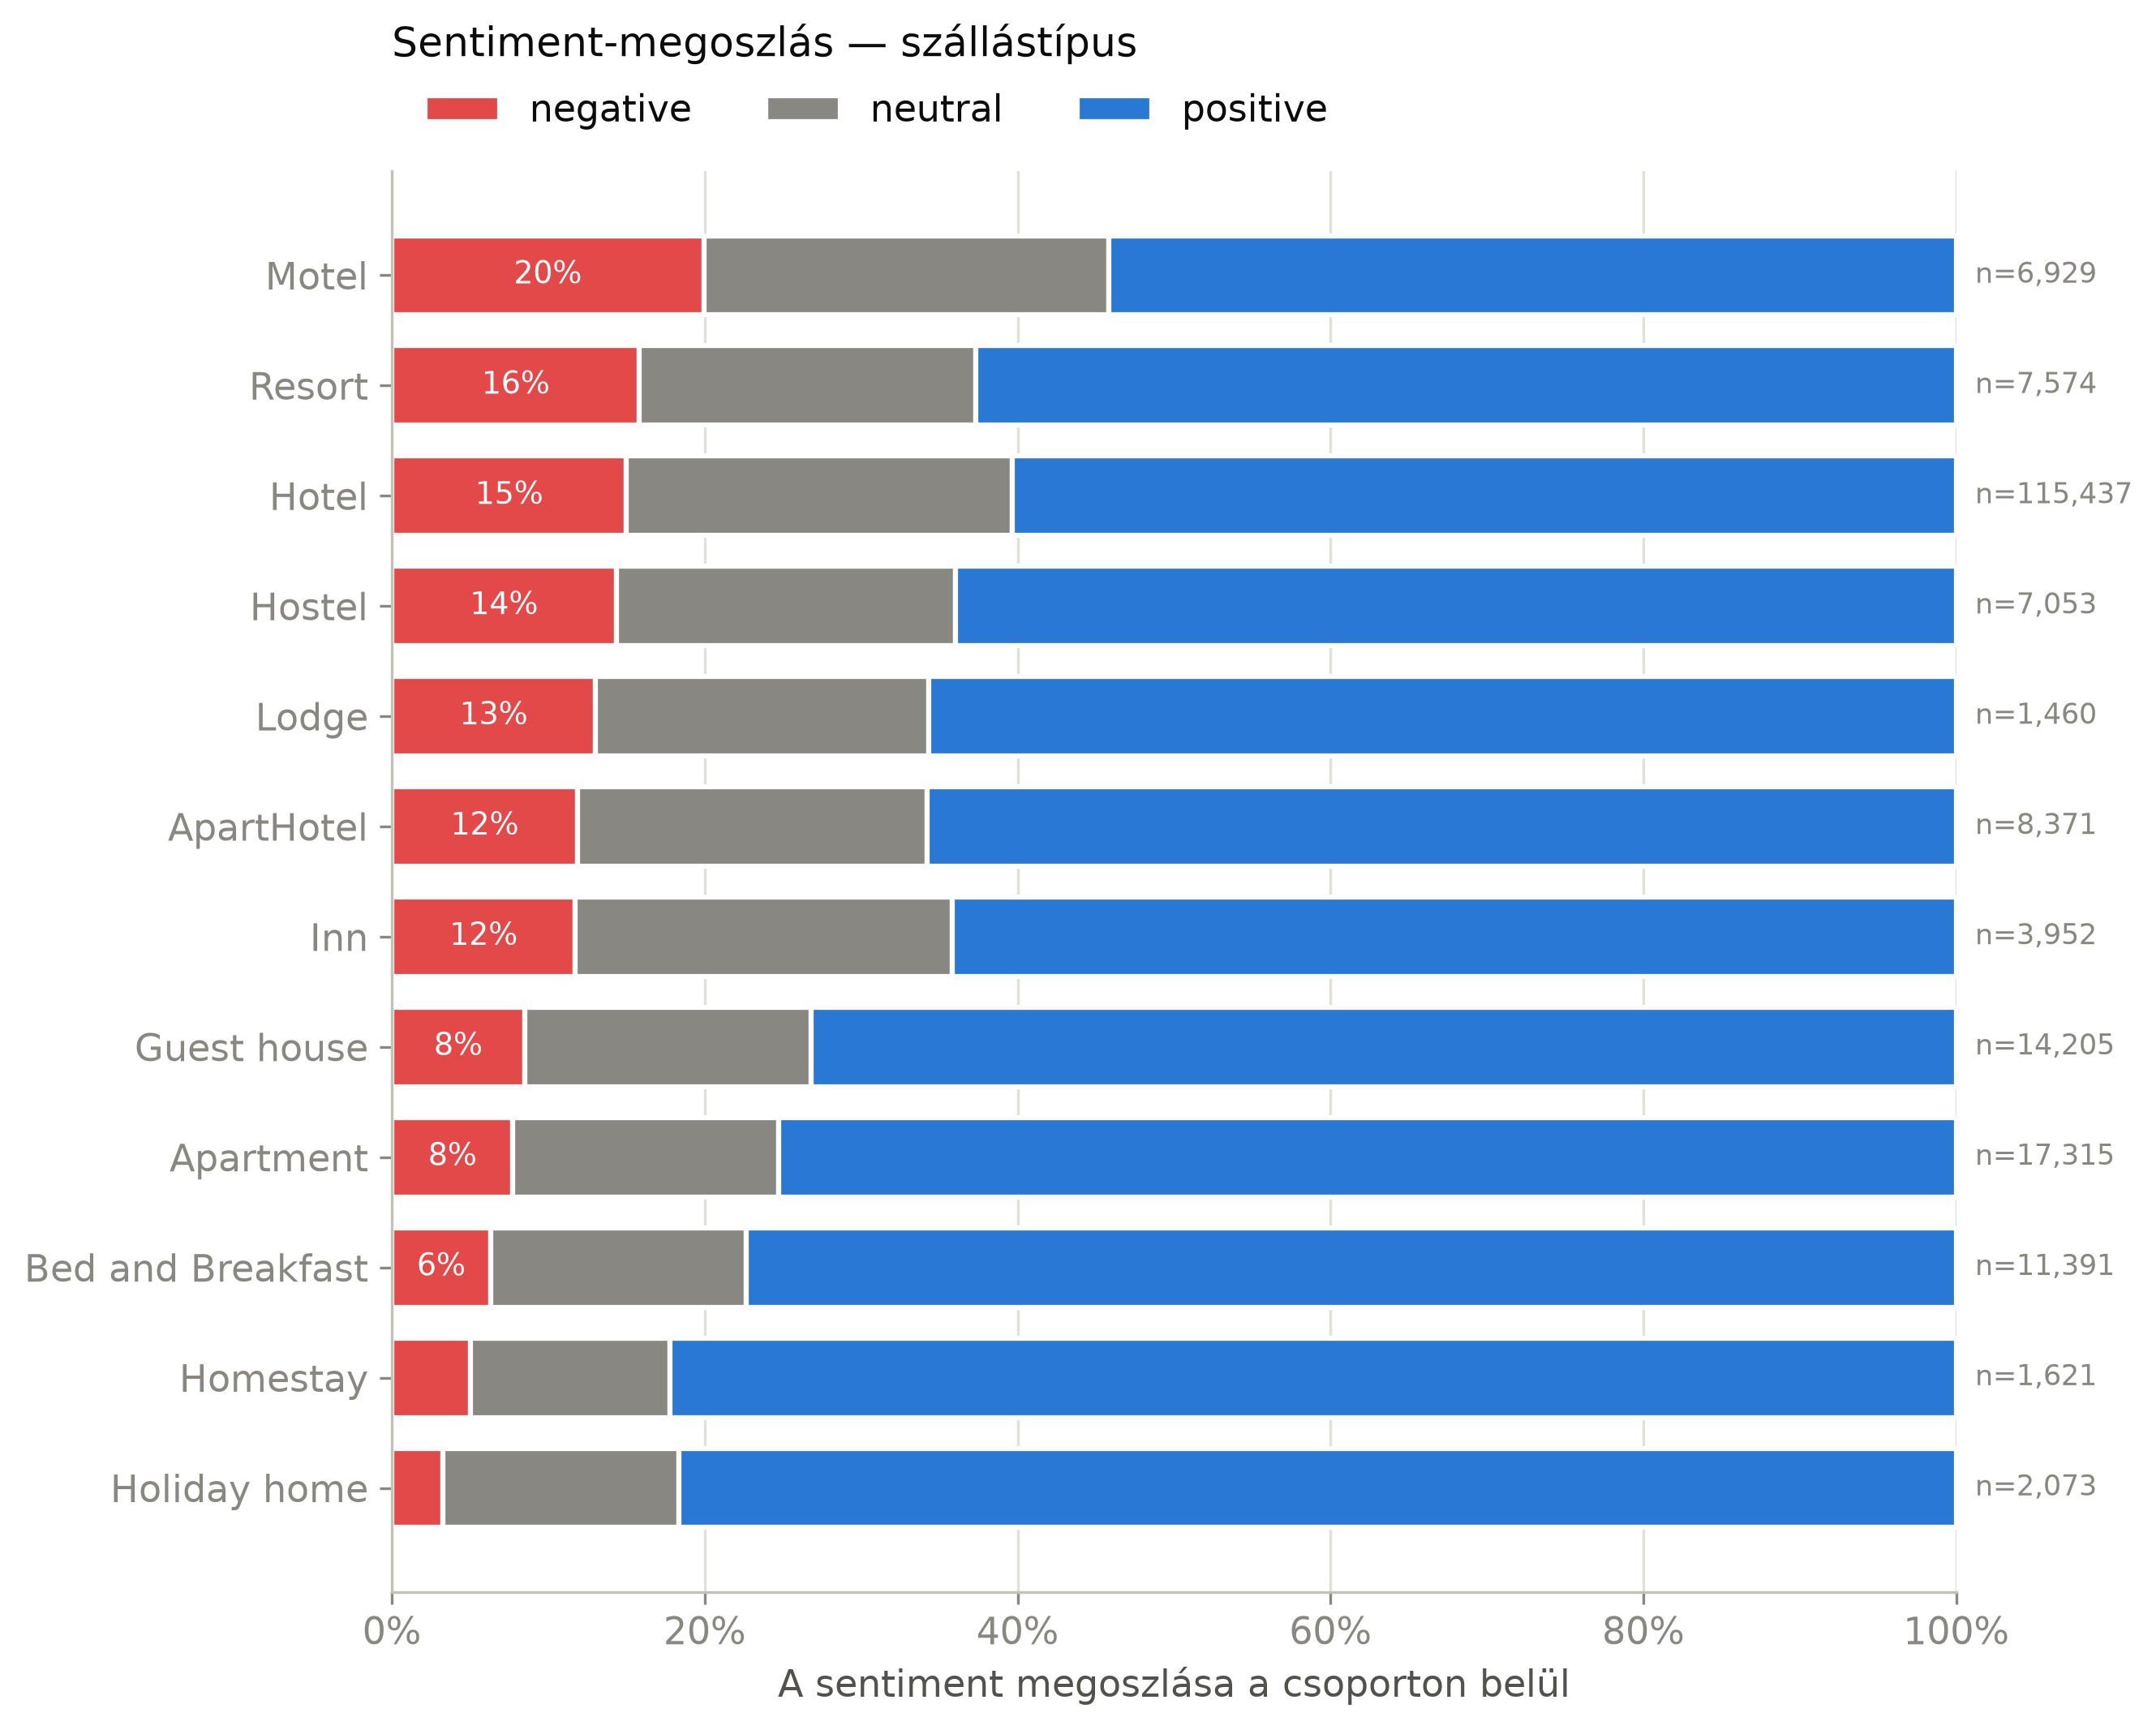 Sentiment-megoszlás — szállástípus
negative neutral positive
Motel 20% n=6,929
Resort 16% n=7,574
Hotel 15% n=115,437
Hostel 14% n=7,053
Lodge 13% n=1,460
ApartHotel 12% n=8,371
Inn 12% n=3,952
Guest house 8% n=14,205
Apartment 8% n=17,315
Bed and Breakfast 6% n=11,391
Homestay n=1,621
Holiday home n=2,073
0% 20% 40% 60% 80% 100%
A sentiment megoszlása a csoporton belül